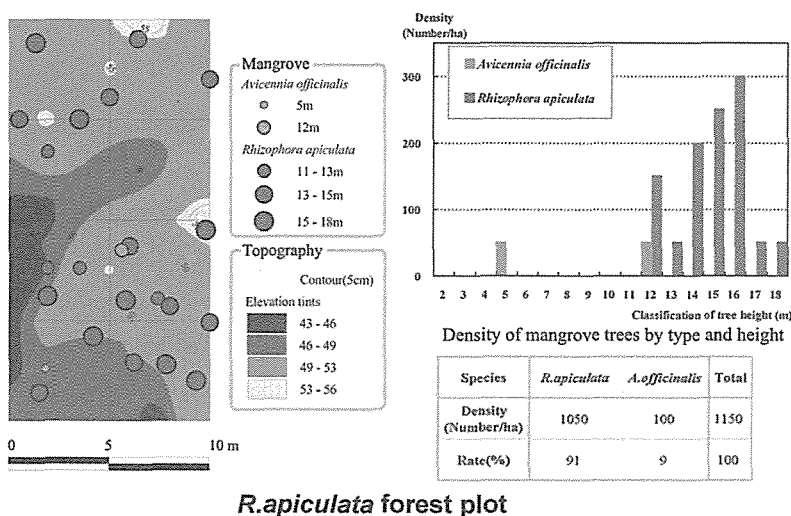 Mangrove
Avicennia officinalis
5m
12m
Rhizophora apiculata
11 - 13m
13 - 15m
15 - 18m
Topography
Contour(5cm)
Elevation tints
43 - 46
46 - 49
49 - 53
53 - 56
0 5 10 m
Density
(Number/ha)
Avicennia officinalis
Rhizophora apiculata
300
200
100
0
2 3 4 5 6 7 8 9 10 11 12 13 14 15 16 17 18
Classification of tree height (m)
Density of mangrove trees by type and height
Species R.apiculata A.officinalis Total
Density
(Number/ha) 1050 100 1150
Rate(%) 91 9 100
R.apiculata forest plot